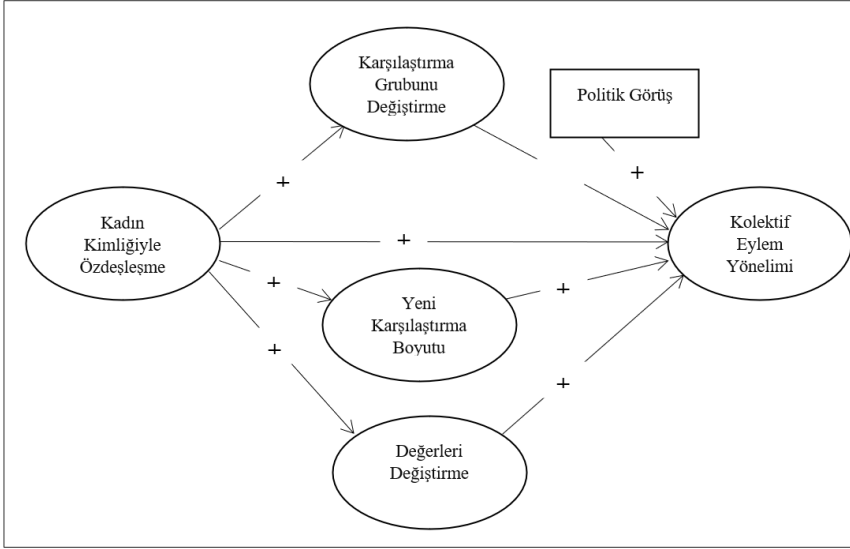 Karşılaştırma
Grubunu
Değiştirme
Politik Görüş
+
+
Kadın
Kimliğiyle
Özdeşleşme
+
Kolektif
Eylem
Yönelimi
+
Yeni
Karşılaştırma
Boyutu
+
+
+
Değerleri
Değiştirme